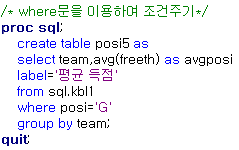 /* where문을 이용하여 조건주기*/
proc sql;
create table posi5 as
select team,avg(freeth) as avgposi
label='평균 득점'
from sql.kbl1
where posi='G'
group by team;
quit;